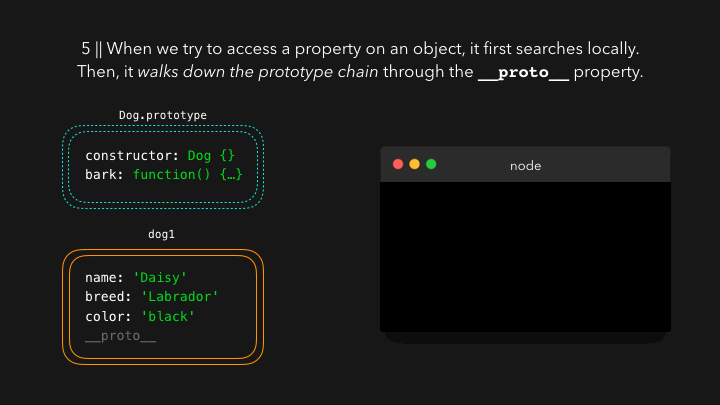 5 || When we try to access a property on an object, it first searches locally.
Then, it walks down the prototype chain through the __proto__ property.
Dog.prototype
constructor: Dog {}
bark: function() {…}
node
dog1
name: 'Daisy'
breed: 'Labrador'
color: 'black'
__proto__